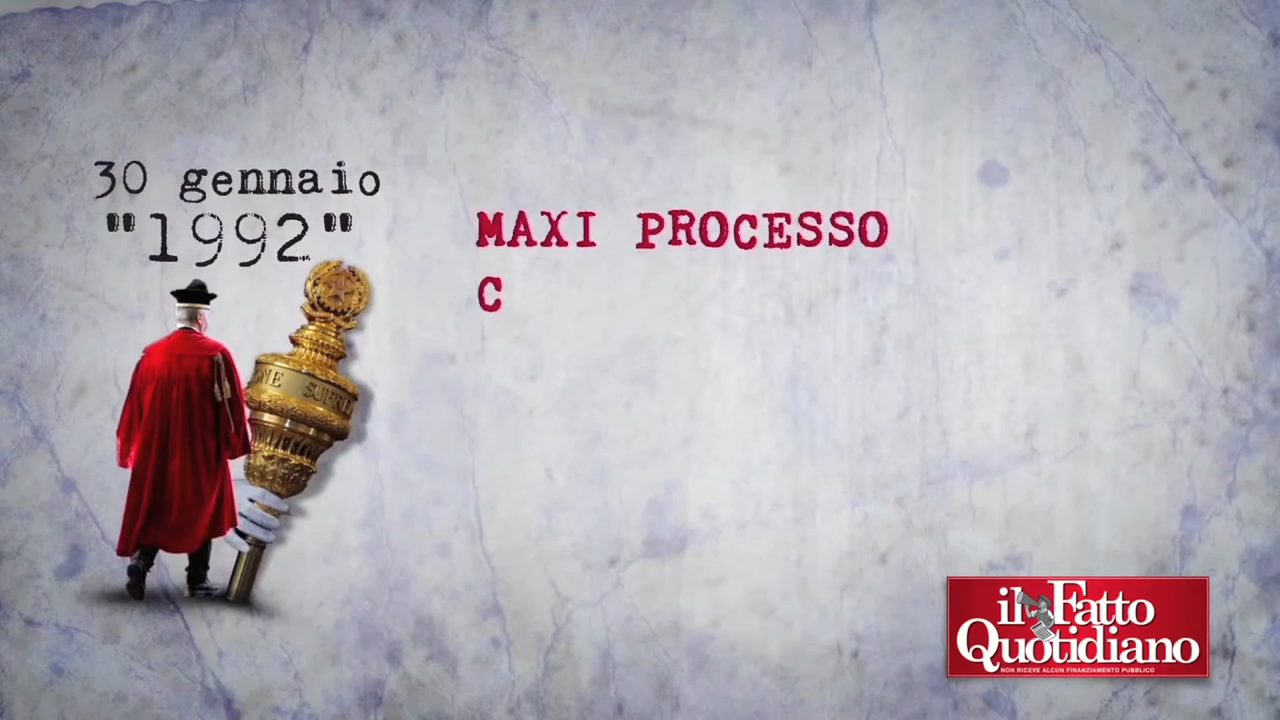 30 gennaio
"1992"
MAXI PROCESSO
C
il Fatto
Quotidiano
NON RICEVE ALCUN FINANZIAMENTO PUBBLICO